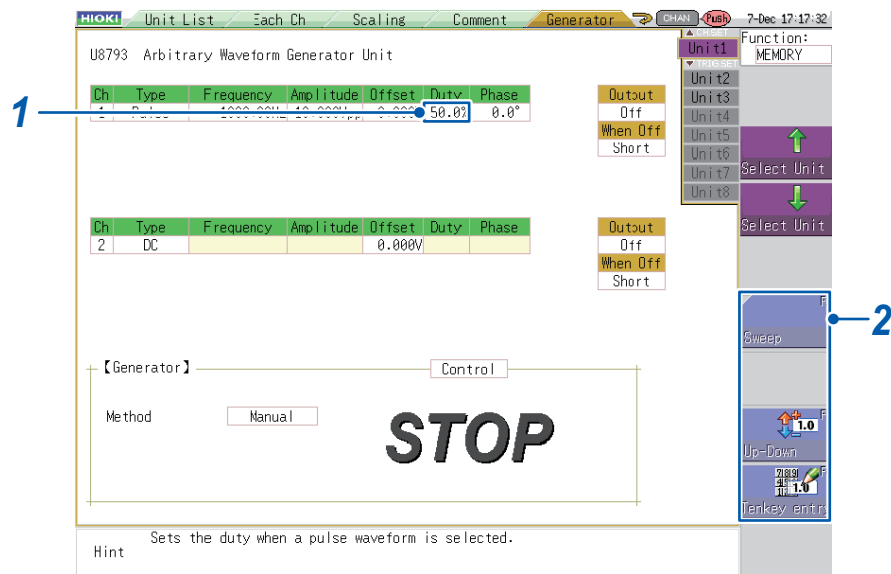 HIOKI Unit List Each Ch Scaling Comment Generator CHAN Push 7-Dec 17:17:32
CH.SET
Function:
MEMORY
U8793 Arbitrary Waveform Generator Unit
Unit1
TRIG.SET
Unit2
Unit3
Unit4
Unit5
Unit6
Unit7
Unit8
Select Unit
Select Unit
1
Ch Type Frequency Amplitude Offset Duty Phase
50.0% 0.0°
Output
Off
When Off
Short
Ch Type Frequency Amplitude Offset Duty Phase
2 DC 0.000V
Output
Off
When Off
Short
2
F
Sweep
【Generator】 Control
Method Manual
STOP
F
1.0
Up-Down
F
1.0
Tenkey entry
Hint Sets the duty when a pulse waveform is selected.